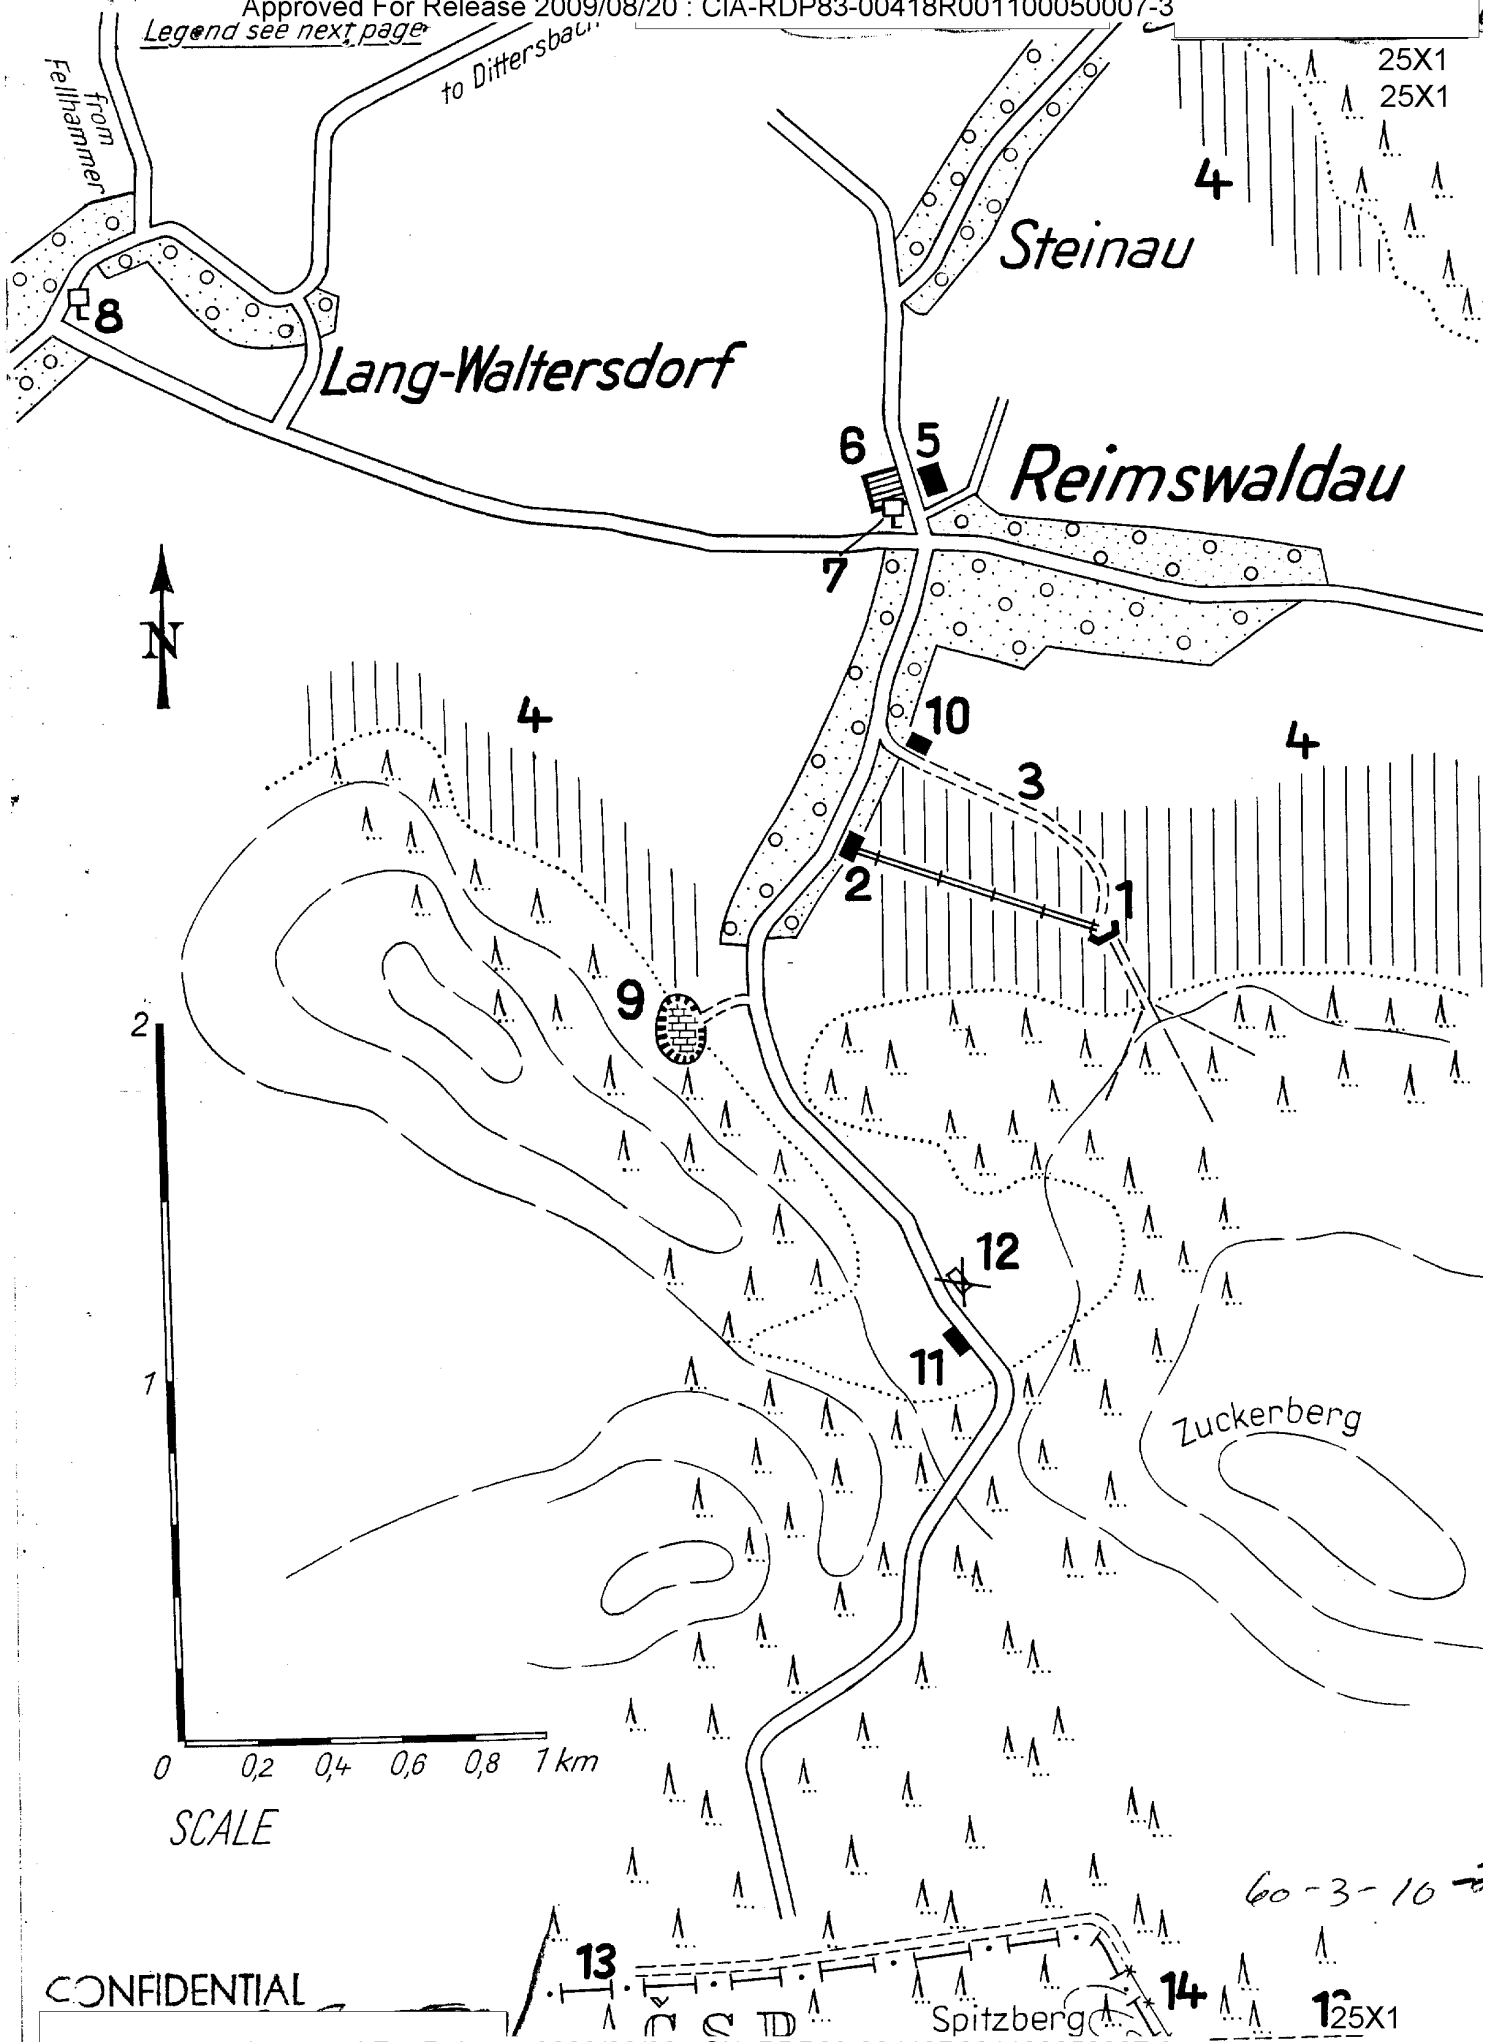 Approved For Release 2009/08/20 : CIA-RDP83-00418R001100050007-3
Legend see next page
25X1
25X1
from
Fellhammer
to Dittersbach
4
Steinau
8
Lang-Waltersdorf
6
5
Reimswaldau
7
N
4
10
4
3
2
1
9
2
12
11
1
Zuckerberg
0
0,2
0,4
0,6
0,8
1 km
SCALE
60-3-10
13
CONFIDENTIAL
14
ČSR
Spitzberg
25X1